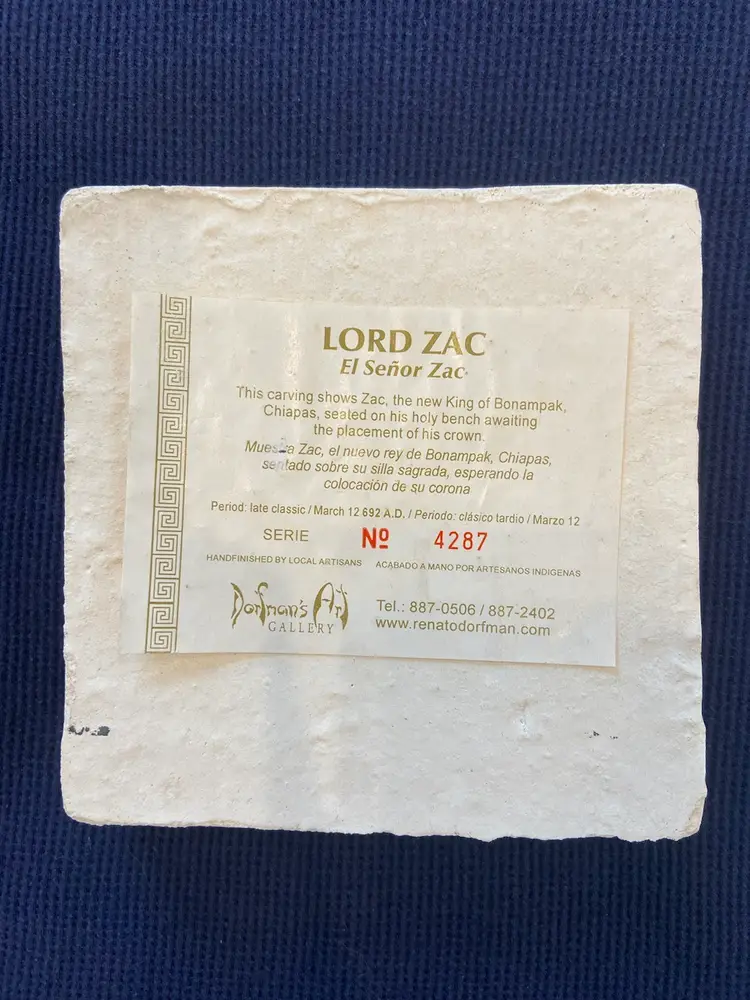 LORD ZAC
El Señor Zac
This carving shows Zac, the new King of Bonampak,
Chiapas, seated on his holy bench awaiting
the placement of his crown.
Muestra Zac, el nuevo rey de Bonampak, Chiapas,
sentado sobre su silla sagrada, esperando la
colocación de su corona
Period: late classic / March 12 692 A.D. / Periodo: clásico tardio / Marzo 12
SERIE Nº 4287
HANDFINISHED BY LOCAL ARTISANS ACABADO A MANO POR ARTESANOS INDIGENAS
Dorfman's Art
GALLERY
Tel.: 887-0506 / 887-2402
www.renatodorfman.com